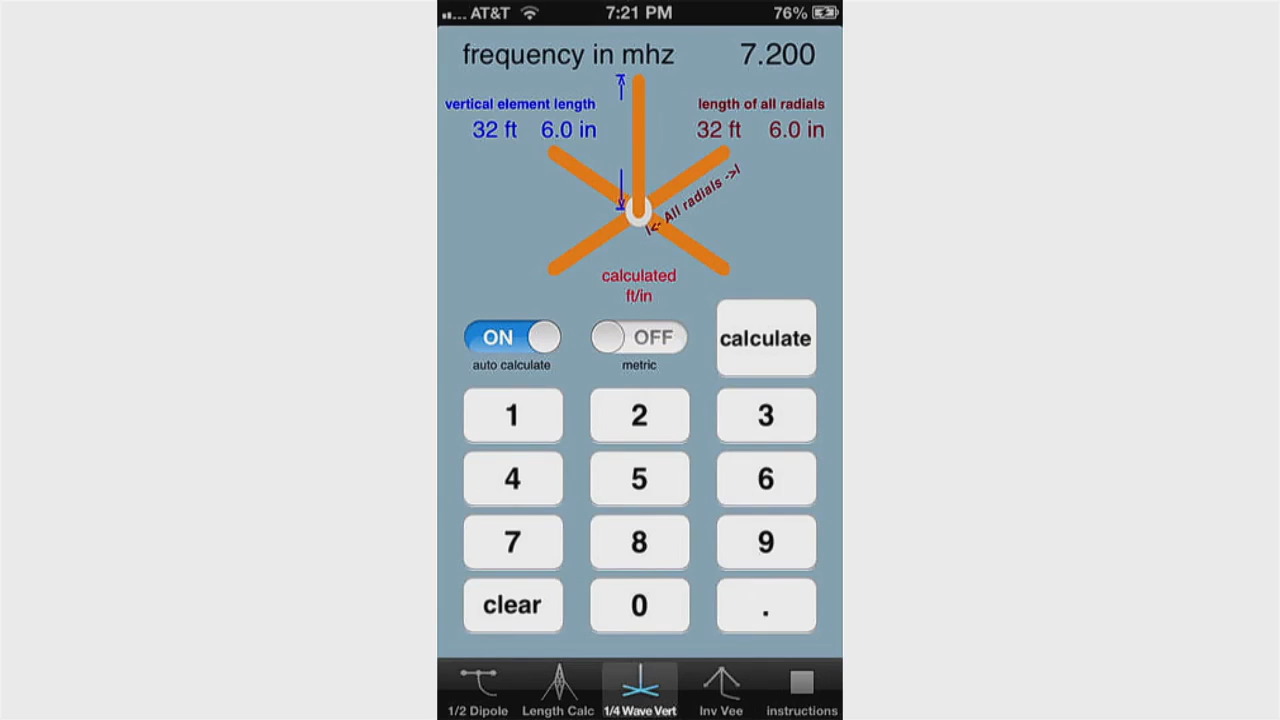 AT&T 7:21 PM 76%
frequency in mhz 7.200
vertical element length length of all radials
32 ft 6.0 in 32 ft 6.0 in
|<- All radials ->|
calculated
ft/in
ON OFF calculate
auto calculate metric
1 2 3
4 5 6
7 8 9
clear 0 .
1/2 Dipole Length Calc 1/4 Wave Vert Inv Vee instructions